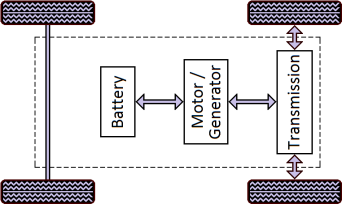 Battery
Motor /
Generator
Transmission